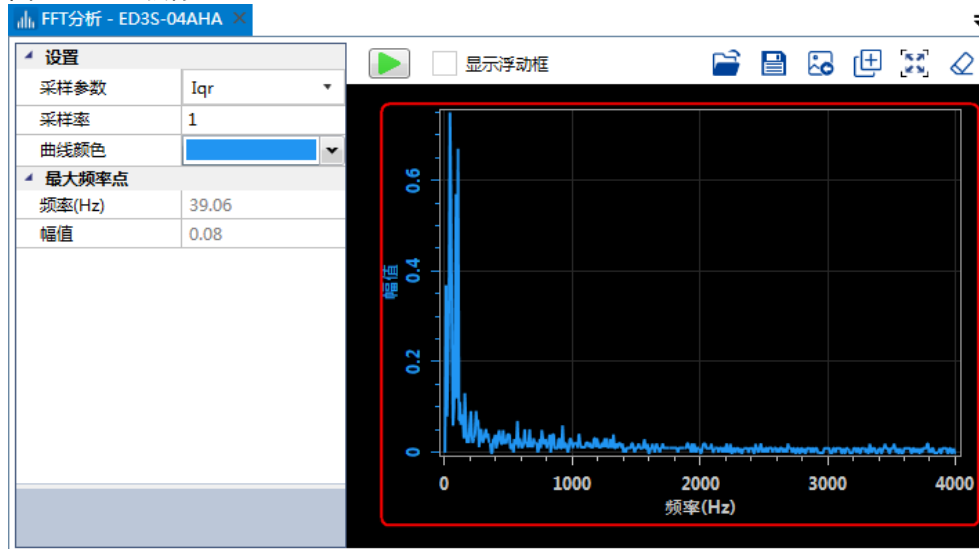 FFT分析 - ED3S-04AHA
设置
采样参数 Iqr
采样率 1
曲线颜色
最大频率点
频率(Hz) 39.06
幅值 0.08
显示浮动框
幅值
0.6
0.4
0.2
0
0 1000 2000 3000 4000
频率(Hz)